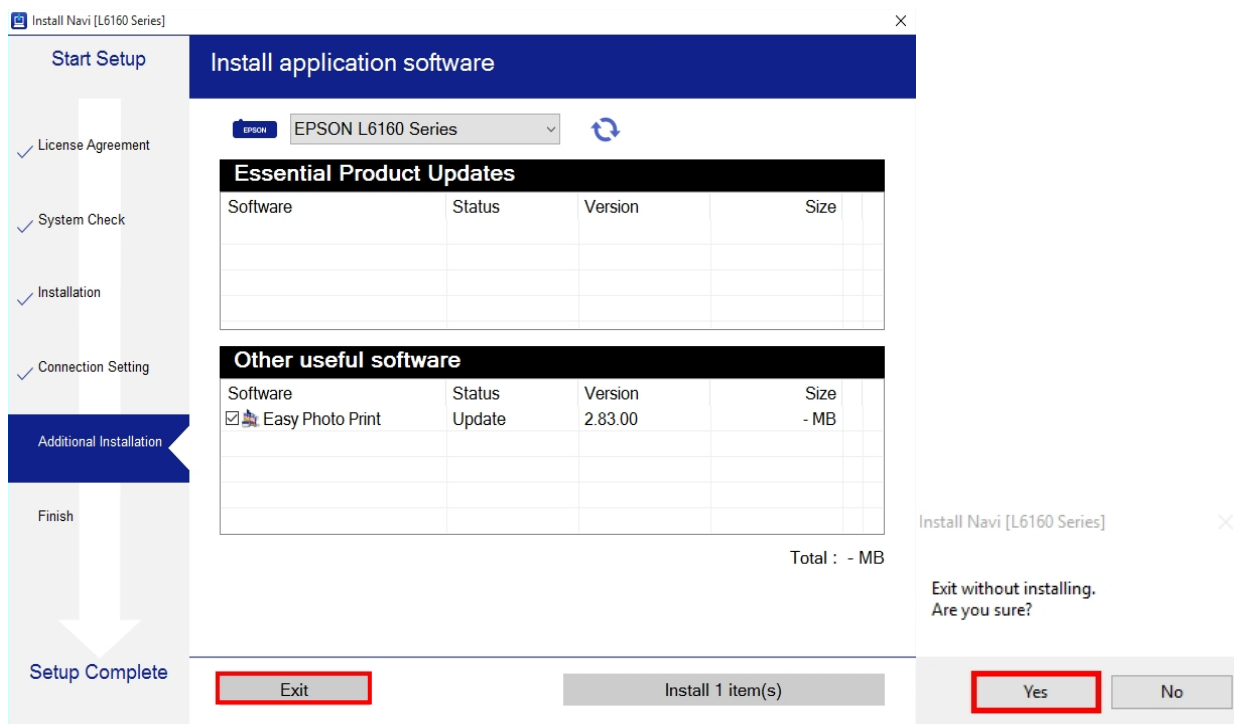 Install Navi [L6160 Series]
Start Setup
License Agreement
System Check
Installation
Connection Setting
Additional Installation
Finish
Setup Complete
Install application software
EPSON EPSON L6160 Series
Essential Product Updates
Software Status Version Size
Other useful software
Software Status Version Size
Easy Photo Print Update 2.83.00 - MB
Total : - MB
Exit Install 1 item(s)
Install Navi [L6160 Series]
Exit without installing.
Are you sure?
Yes No